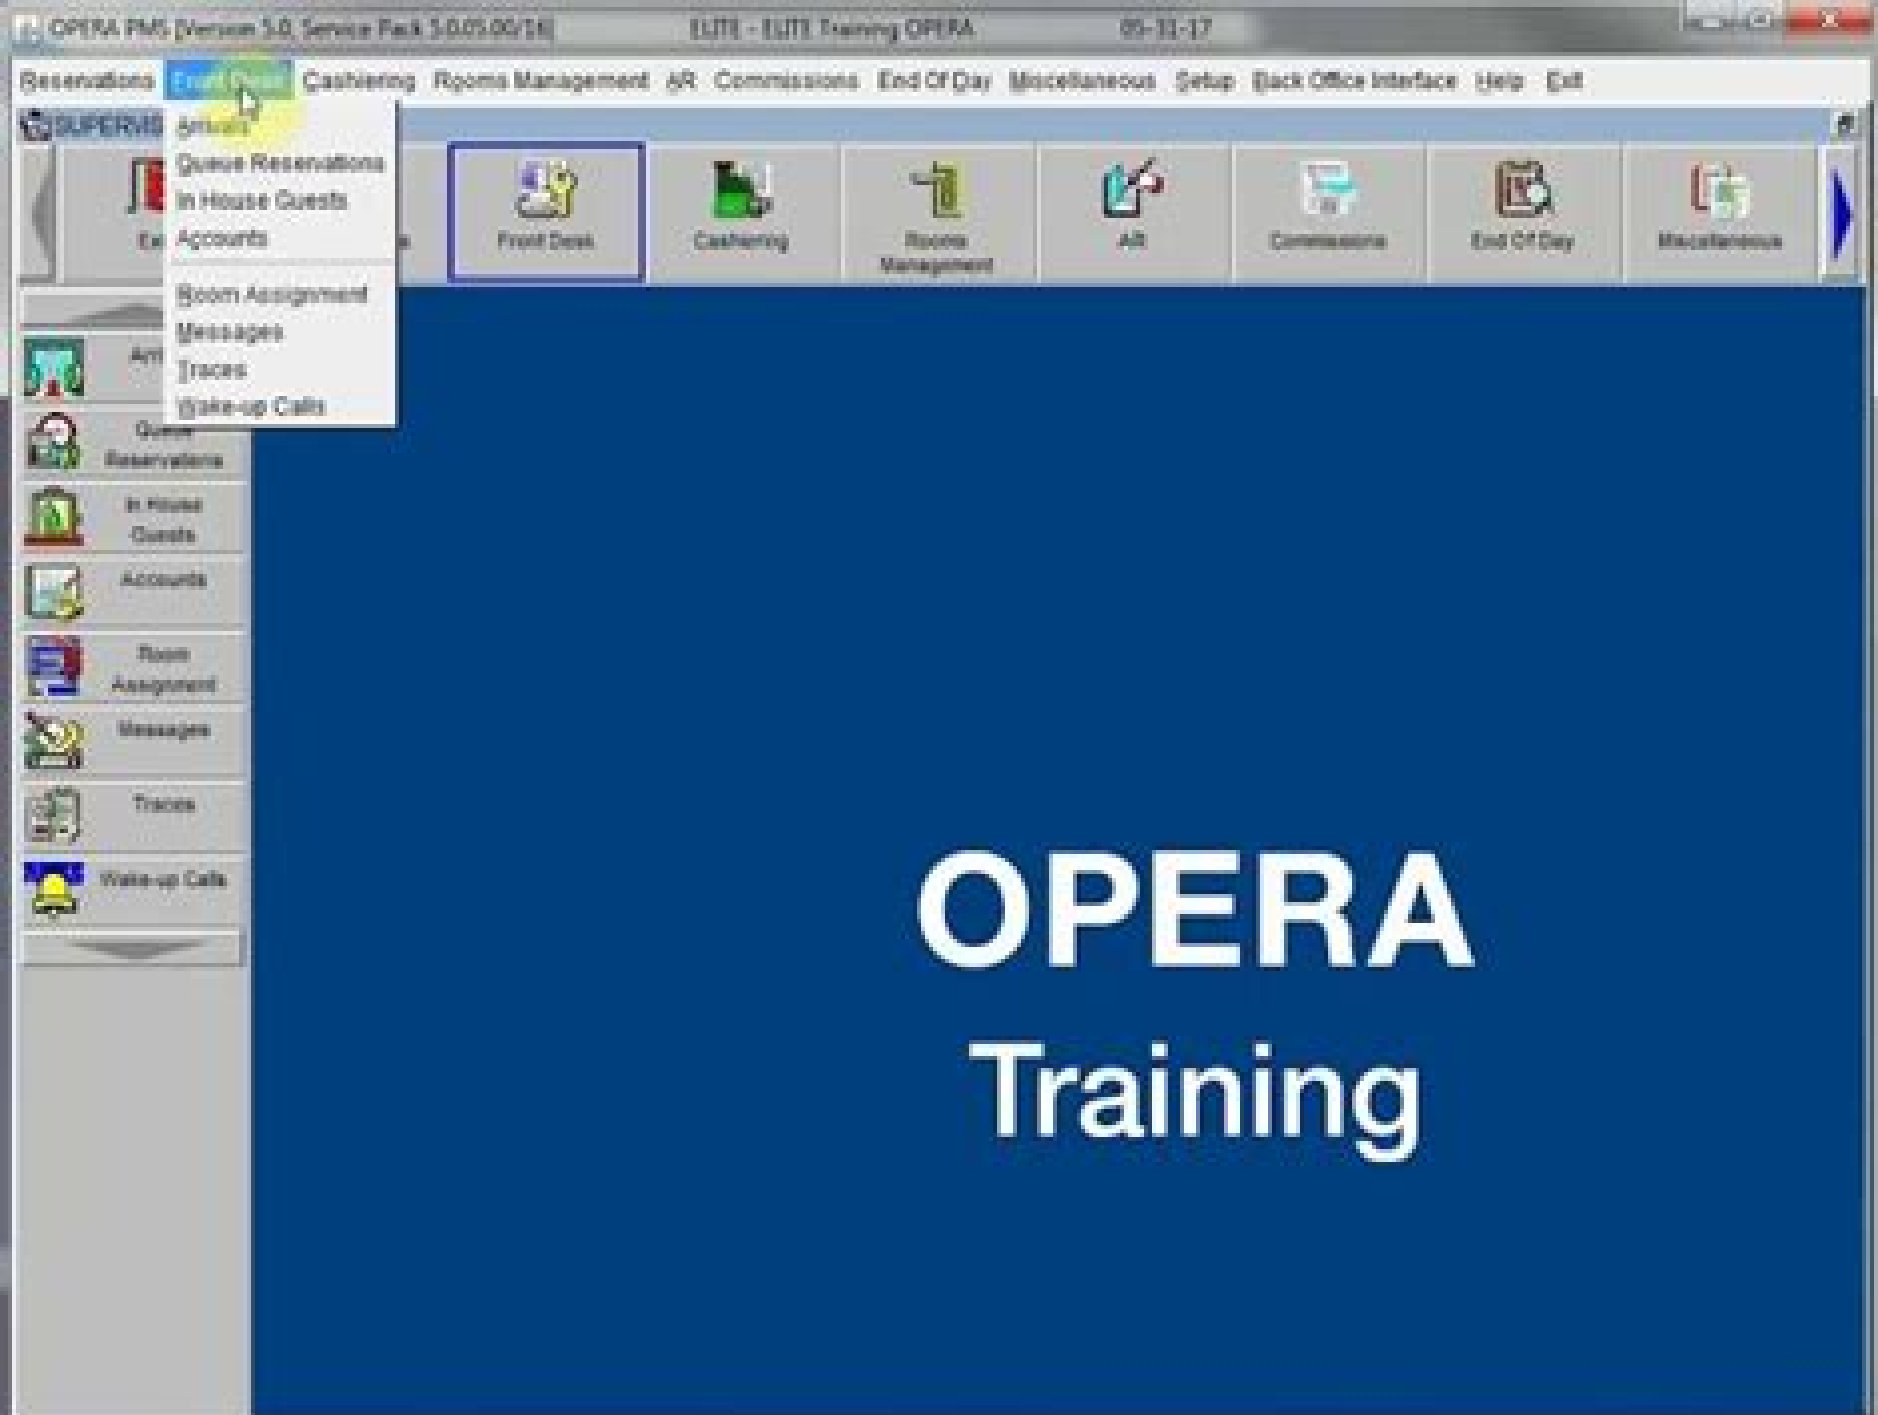 OPERA PMS [Version 5.0, Service Pack 5.0.05.00/16] ELITE - ELITE Training OPERA 05-31-17
Reservations Front Desk Cashiering Rooms Management AR Commissions End Of Day Miscellaneous Setup Back Office Interface Help Exit
SUPERVIS
Arrivals
Queue Reservations
In House Guests
Accounts
Room Assignment
Messages
Traces
Wake-up Calls
Front Desk
Cashiering
Rooms
Management
AR
Commissions
End Of Day
Miscellaneous
Queue
Reservations
In House
Guests
Accounts
Room
Assignment
Messages
Traces
Wake-up Calls
OPERA
Training